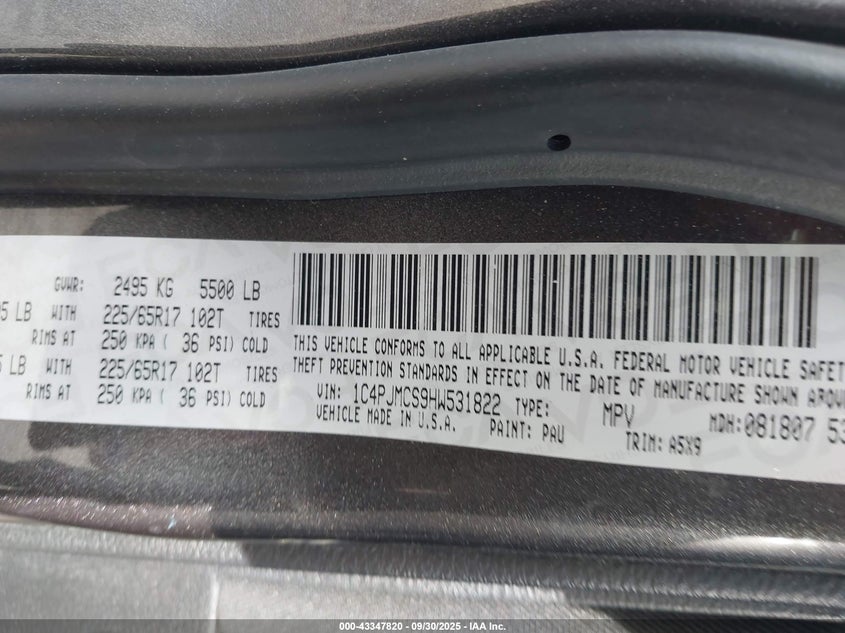 GVWR: 2495 KG 5500 LB
5 LB WITH 225/65R17 102T TIRES
RIMS AT 250 KPA ( 36 PSI) COLD
5 LB WITH 225/65R17 102T TIRES
RIMS AT 250 KPA ( 36 PSI) COLD
THIS VEHICLE CONFORMS TO ALL APPLICABLE U.S.A. FEDERAL MOTOR VEHICLE SAFET
THEFT PREVENTION STANDARDS IN EFFECT ON THE DATE OF MANUFACTURE SHOWN ABOV
VIN: 1C4PJMCS9HW531822 TYPE: MPV MDH: 081807 53
VEHICLE MADE IN U.S.A. PAINT: PAU TRIM: A5X9
000-43347820 - 09/30/2025 - IAA Inc.